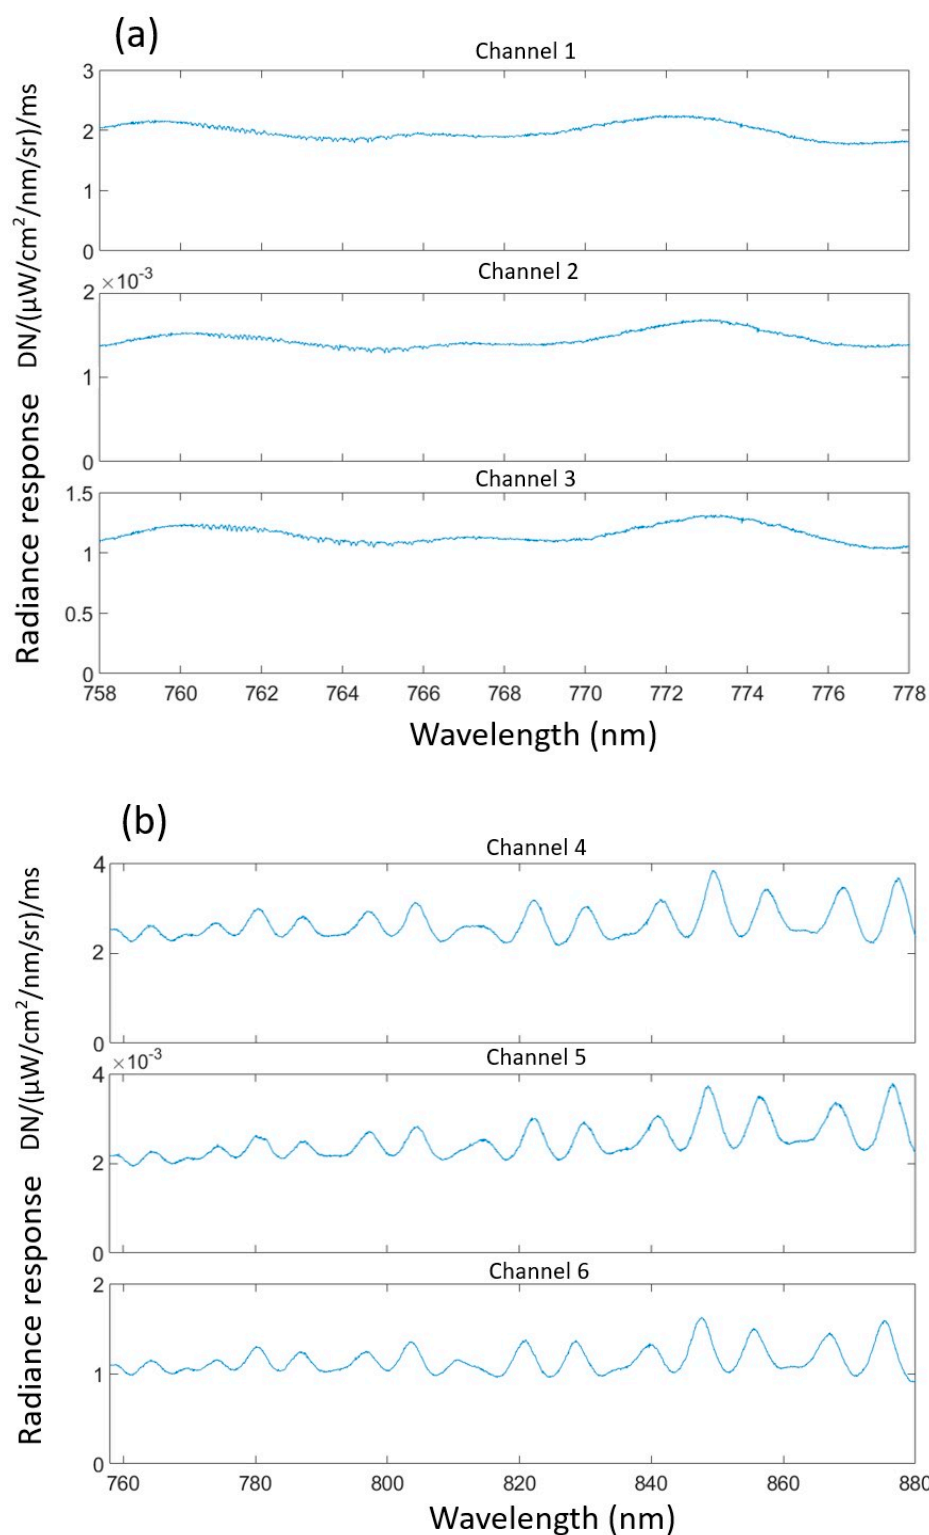 (a)
Channel 1
3
2
1
0
×10⁻³
Channel 2
2
1
0
Channel 3
1.5
1
0.5
0
758 760 762 764 766 768 770 772 774 776 778
Radiance response DN/(μW/cm²/nm/sr)/ms
Wavelength (nm)
(b)
Channel 4
4
2
0
×10⁻³
Channel 5
4
2
0
Channel 6
2
1
0
760 780 800 820 840 860 880
Radiance response DN/(μW/cm²/nm/sr)/ms
Wavelength (nm)